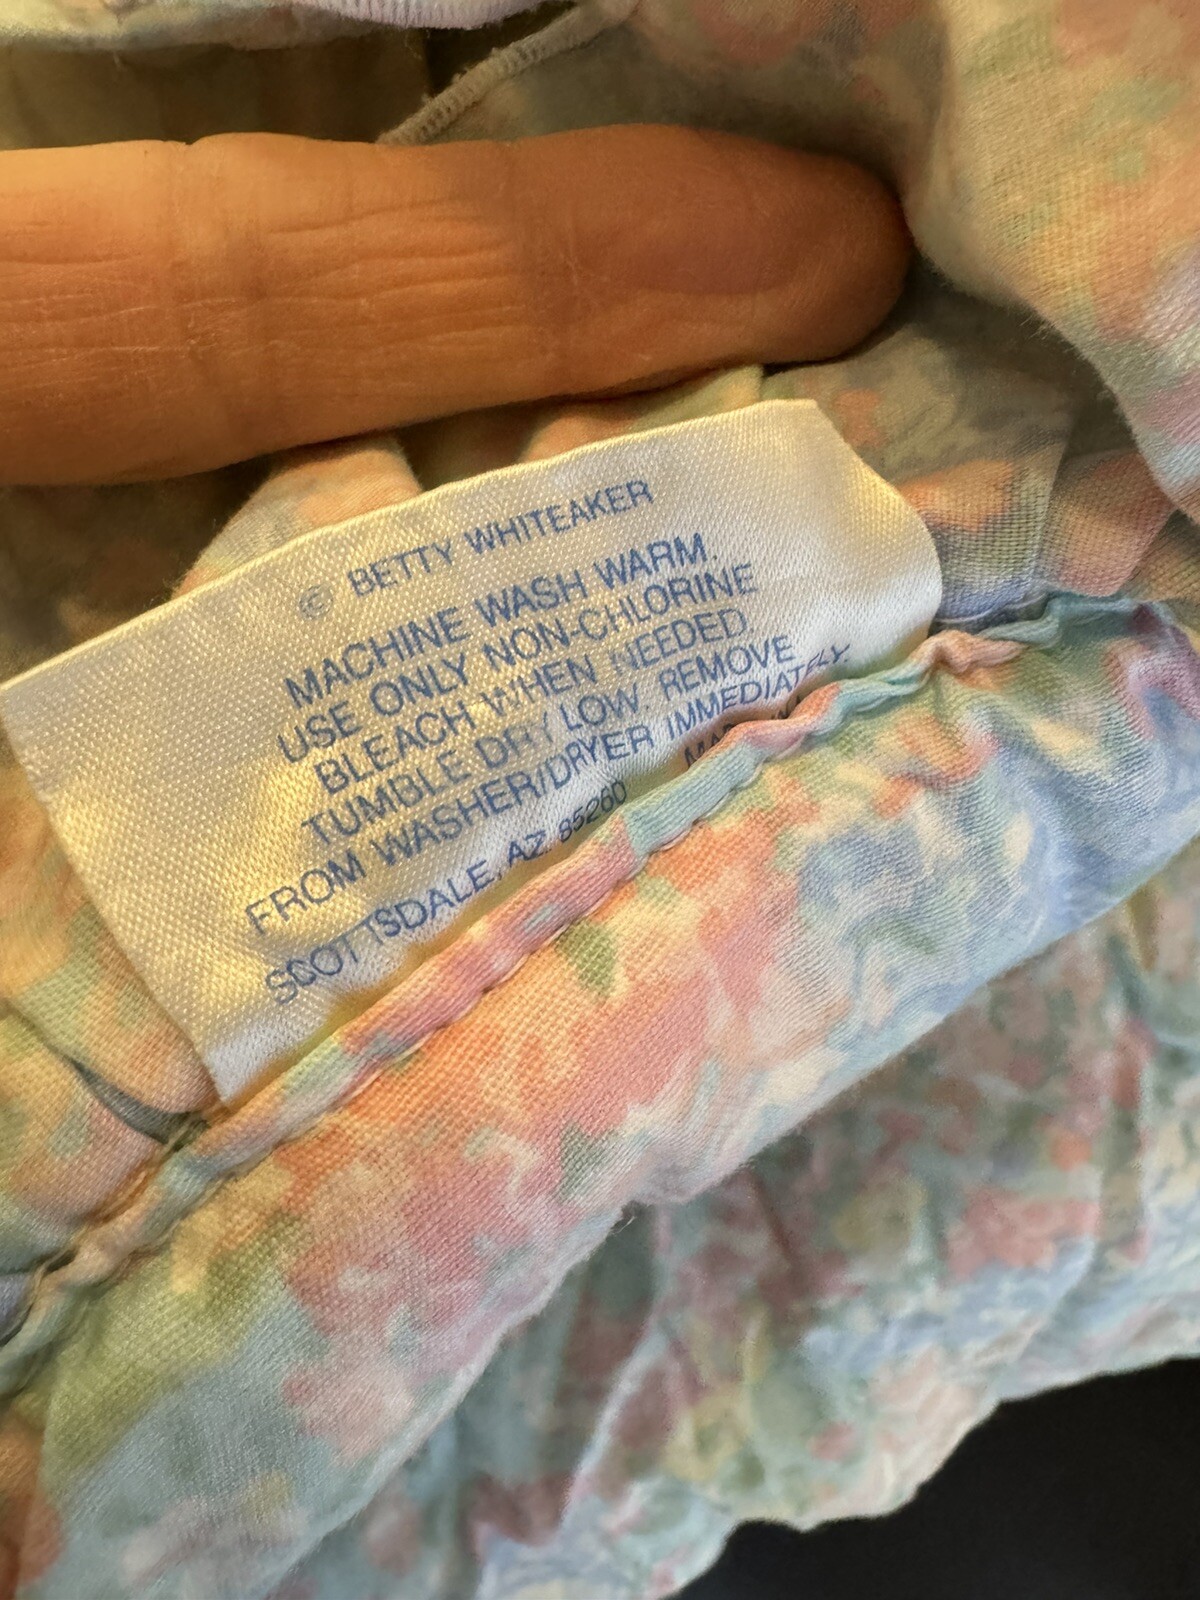 © BETTY WHITEAKER
MACHINE WASH WARM.
USE ONLY NON-CHLORINE
BLEACH WHEN NEEDED
TUMBLE DRY LOW. REMOVE
FROM WASHER/DRYER IMMEDIATELY.
SCOTTSDALE, AZ 85260